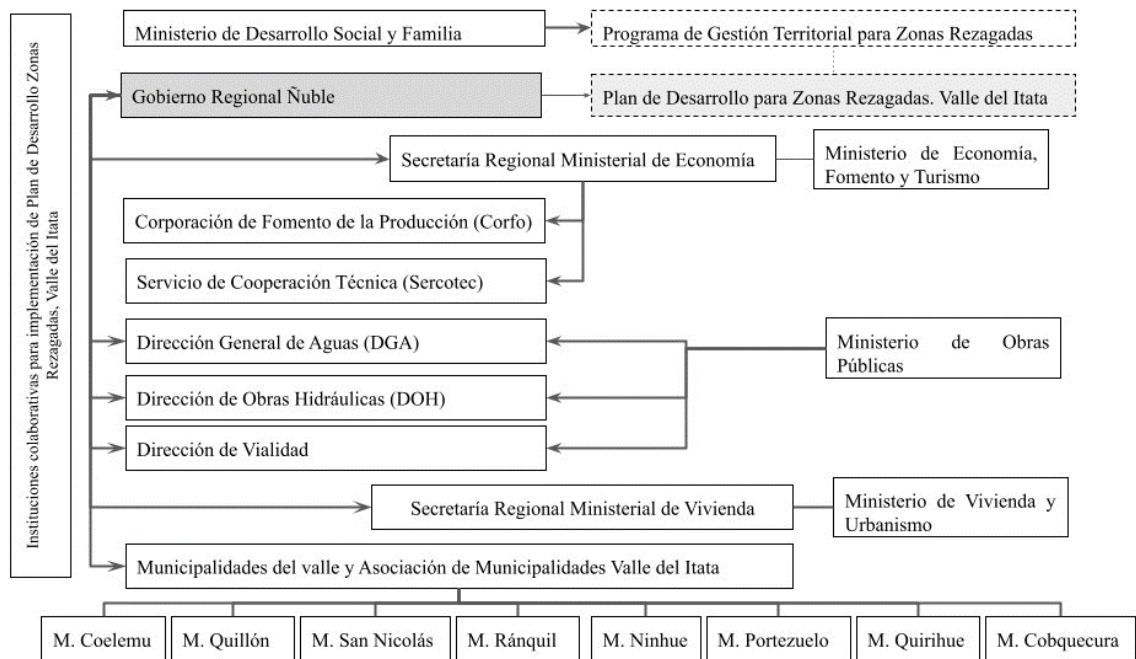 Instituciones colaborativas para implementación de Plan de Desarrollo Zonas
Rezagadas, Valle del Itata
Ministerio de Desarrollo Social y Familia
Programa de Gestión Territorial para Zonas Rezagadas
Gobierno Regional Ñuble
Plan de Desarrollo para Zonas Rezagadas. Valle del Itata
Secretaría Regional Ministerial de Economía
Ministerio de Economía,
Fomento y Turismo
Corporación de Fomento de la Producción (Corfo)
Servicio de Cooperación Técnica (Sercotec)
Dirección General de Aguas (DGA)
Ministerio de Obras
Públicas
Dirección de Obras Hidráulicas (DOH)
Dirección de Vialidad
Secretaría Regional Ministerial de Vivienda
Ministerio de Vivienda y
Urbanismo
Municipalidades del valle y Asociación de Municipalidades Valle del Itata
M. Coelemu
M. Quillón
M. San Nicolás
M. Ránquil
M. Ninhue
M. Portezuelo
M. Quirihue
M. Cobquecura